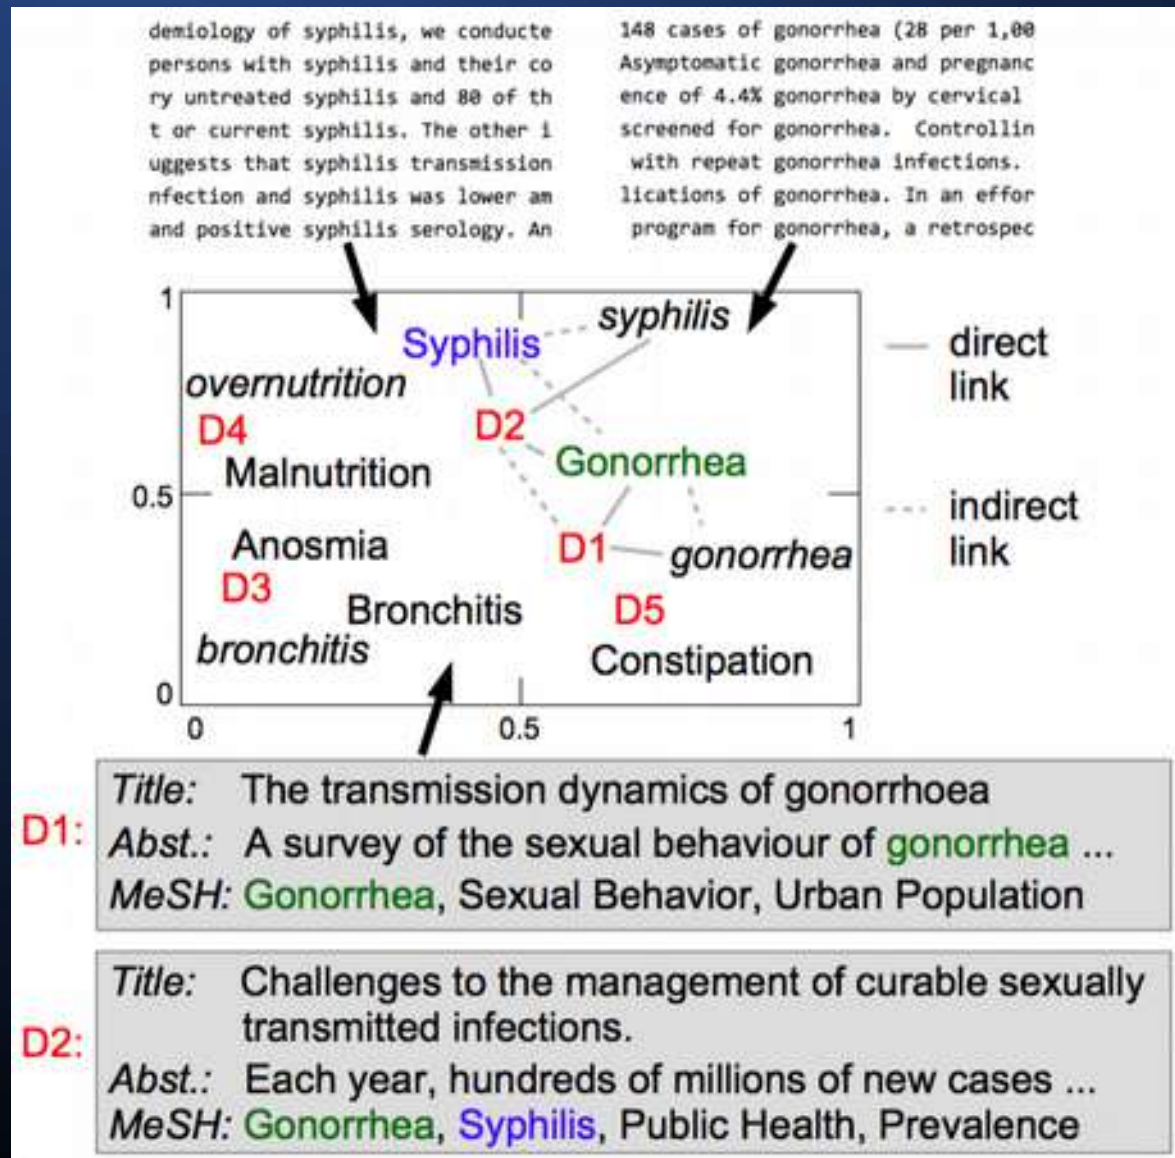 demiology of syphilis, we conducte
persons with syphilis and their co
ry untreated syphilis and 80 of th
t or current syphilis. The other i
uggests that syphilis transmission
nfection and syphilis was lower am
and positive syphilis serology. An
148 cases of gonorrhea (28 per 1,00
Asymptomatic gonorrhea and pregnanc
ence of 4.4% gonorrhea by cervical
screened for gonorrhea. Controllin
with repeat gonorrhea infections.
lications of gonorrhea. In an effor
program for gonorrhea, a retrospec
1
syphilis
Syphilis
direct
link
overnutrition
D4
D2
Malnutrition
Gonorrhea
0.5
indirect
link
Anosmia
D1
gonorrhea
D3
Bronchitis
D5
bronchitis
Constipation
0
0
0.5
1
D1:
Title: The transmission dynamics of gonorrhoea
Abst.: A survey of the sexual behaviour of gonorrhea ...
MeSH: Gonorrhea, Sexual Behavior, Urban Population
D2:
Title: Challenges to the management of curable sexually
transmitted infections.
Abst.: Each year, hundreds of millions of new cases ...
MeSH: Gonorrhea, Syphilis, Public Health, Prevalence